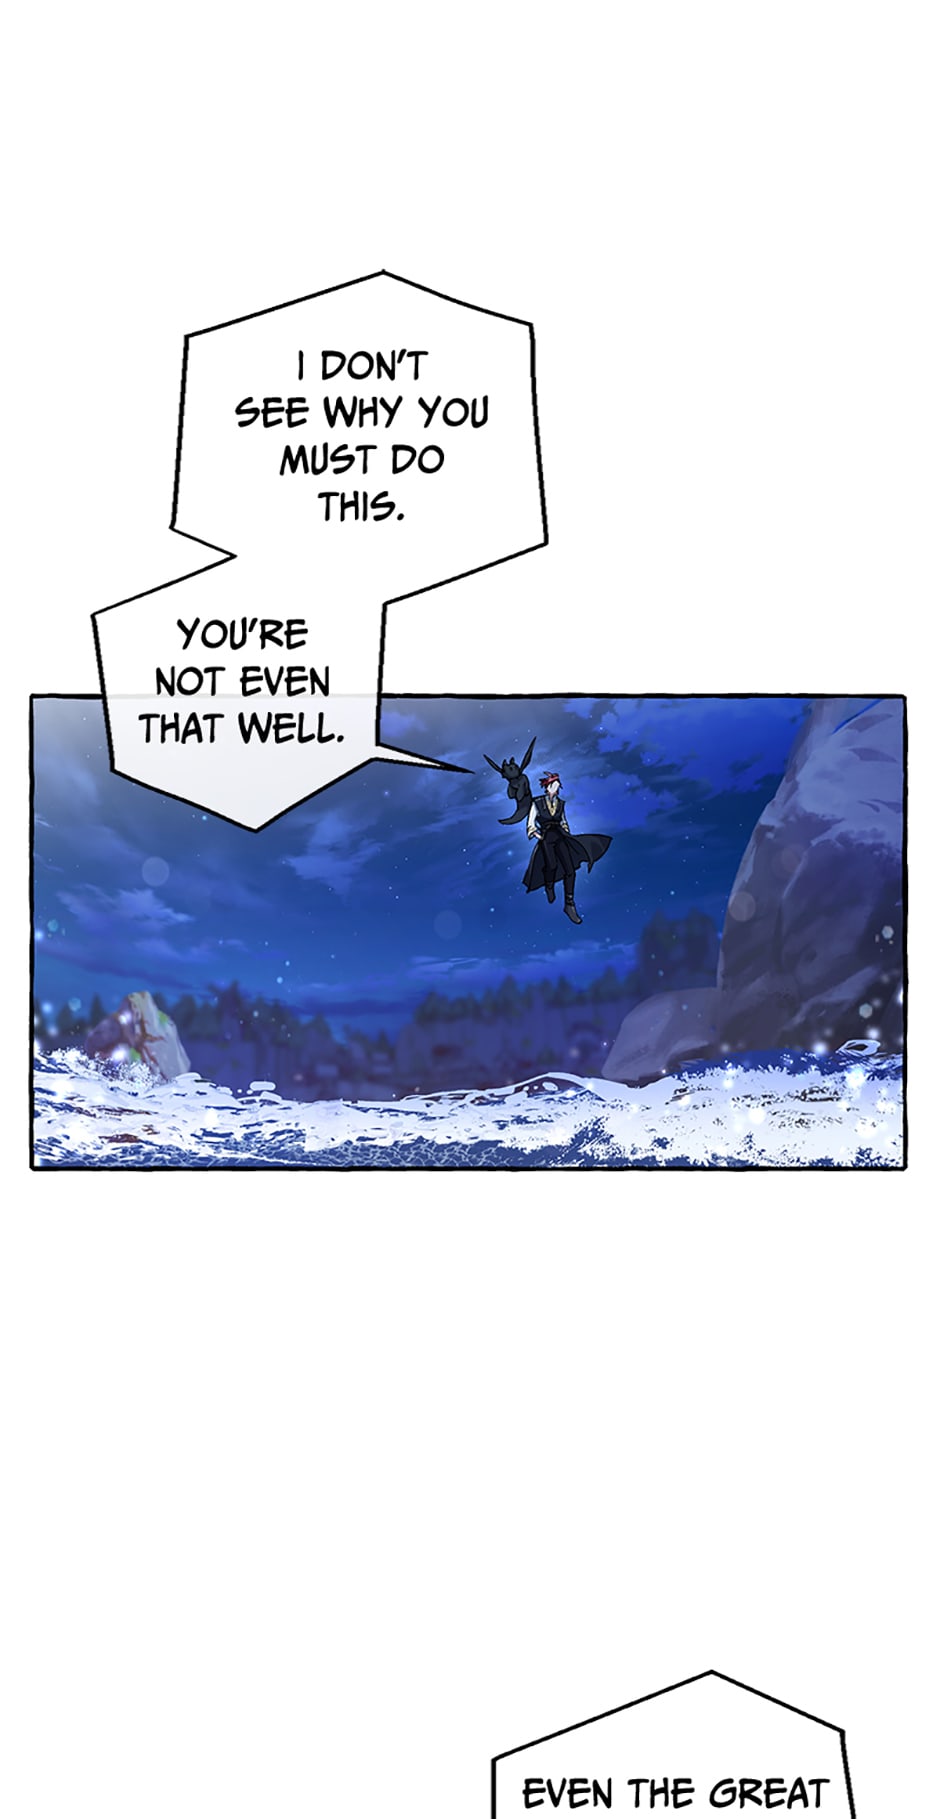 I DON'T
SEE WHY YOU
MUST DO
THIS.
YOU'RE
NOT EVEN
THAT WELL.
EVEN THE GREAT